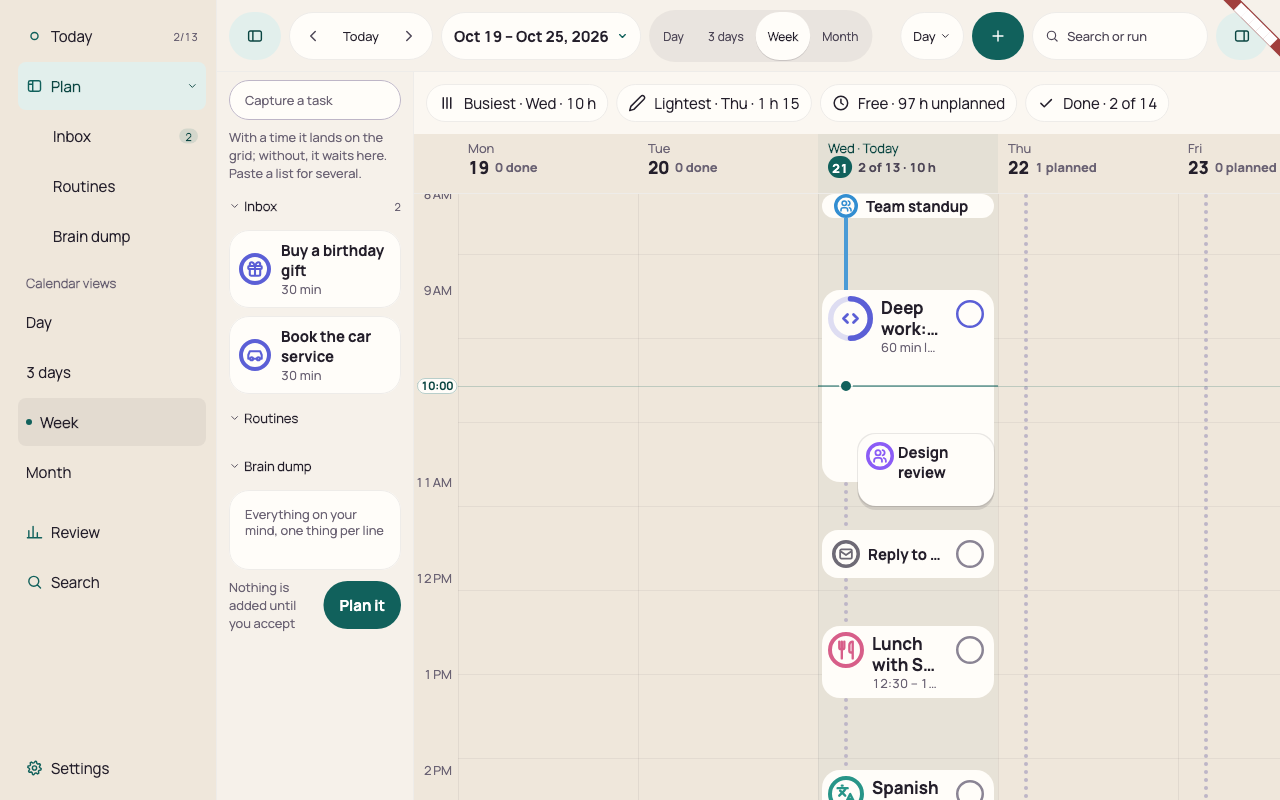 Today 2/13
Plan
Inbox 2
Routines
Brain dump
Calendar views
Day
3 days
Week
Month
Review
Search
Settings
Today
Oct 19 – Oct 25, 2026
Day 3 days Week Month
Day
Search or run
Capture a task
With a time it lands on the
grid; without, it waits here.
Paste a list for several.
Inbox 2
Buy a birthday
gift
30 min
Book the car
service
30 min
Routines
Brain dump
Everything on your
mind, one thing per line
Nothing is
added until
you accept
Plan it
Busiest · Wed · 10 h
Lightest · Thu · 1 h 15
Free · 97 h unplanned
Done · 2 of 14
Mon
19 0 done
Tue
20 0 done
Wed · Today
21 2 of 13 · 10 h
Thu
22 1 planned
Fri
23 0 planned
8 AM
Team standup
9 AM
Deep
work:…
60 min l…
10:00
Design
review
11 AM
Reply to …
12 PM
Lunch
with S…
12:30 – 1…
1 PM
2 PM
Spanish